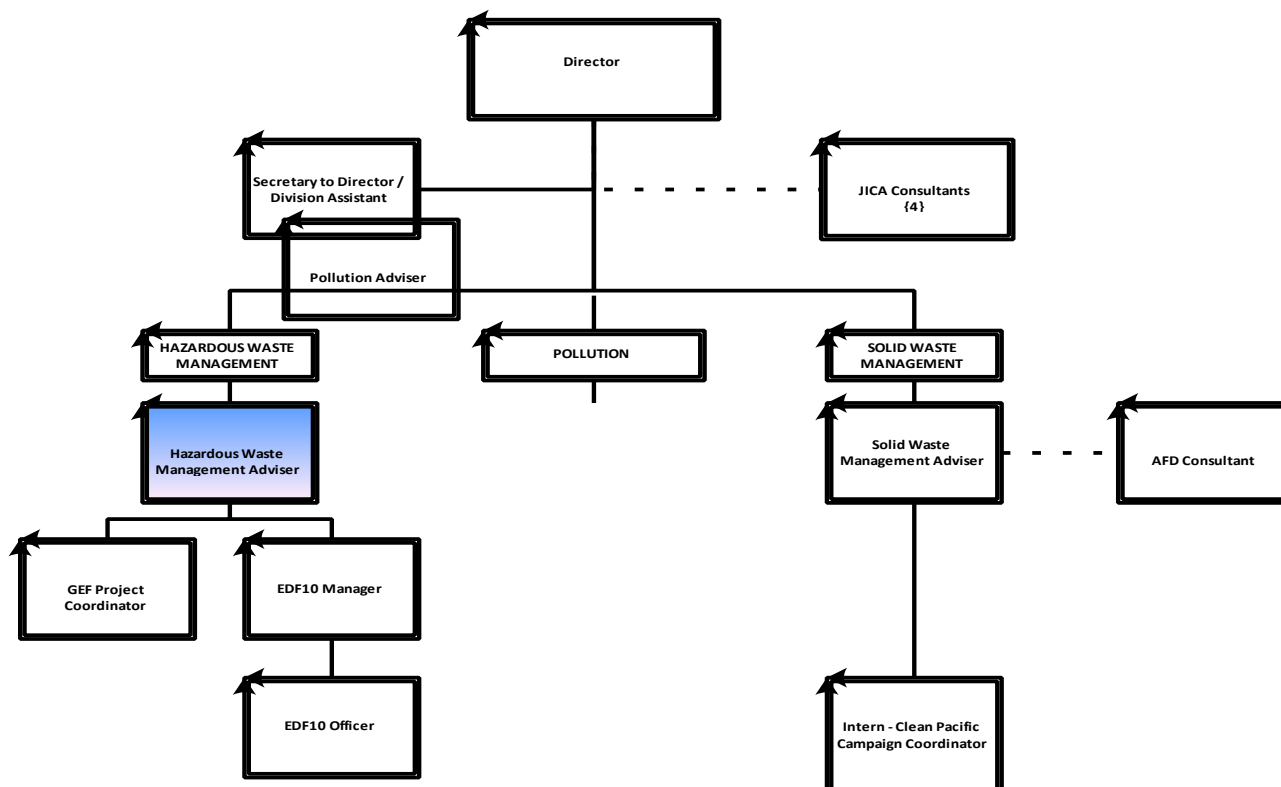 Director
Secretary to Director /
Division Assistant
JICA Consultants
{4}
Pollution Adviser
HAZARDOUS WASTE
MANAGEMENT
POLLUTION
SOLID WASTE
MANAGEMENT
Hazardous Waste
Management Adviser
Solid Waste
Management Adviser
AFD Consultant
GEF Project
Coordinator
EDF10 Manager
EDF10 Officer
Intern - Clean Pacific
Campaign Coordinator